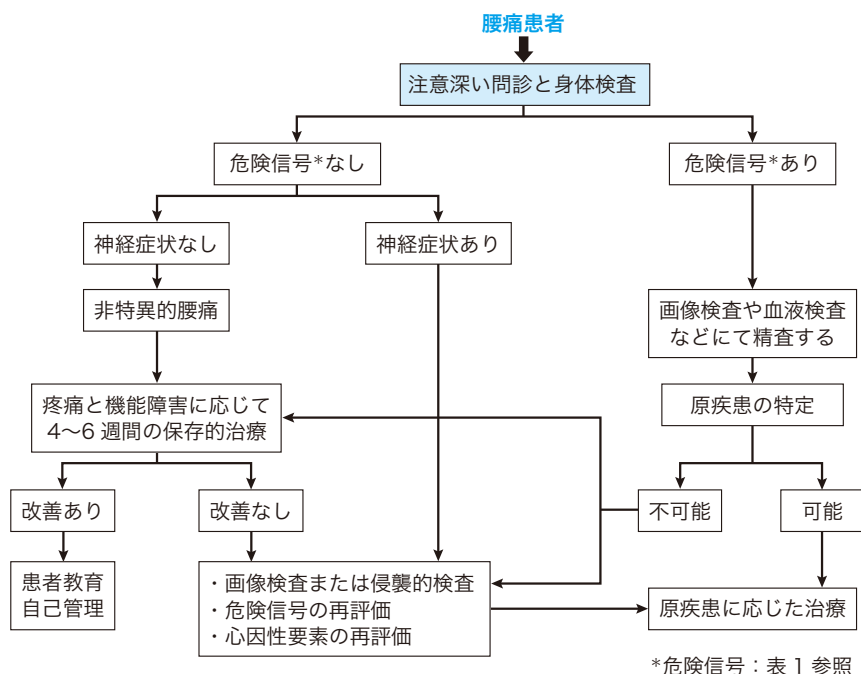 腰痛患者
注意深い問診と身体検査
危険信号*なし
危険信号*あり
神経症状なし
神経症状あり
非特異的腰痛
画像検査や血液検査
などにて精査する
疼痛と機能障害に応じて
4〜6 週間の保存的治療
原疾患の特定
改善あり
改善なし
不可能
可能
患者教育
自己管理
・画像検査または侵襲的検査
・危険信号の再評価
・心因性要素の再評価
原疾患に応じた治療
*危険信号：表 1 参照